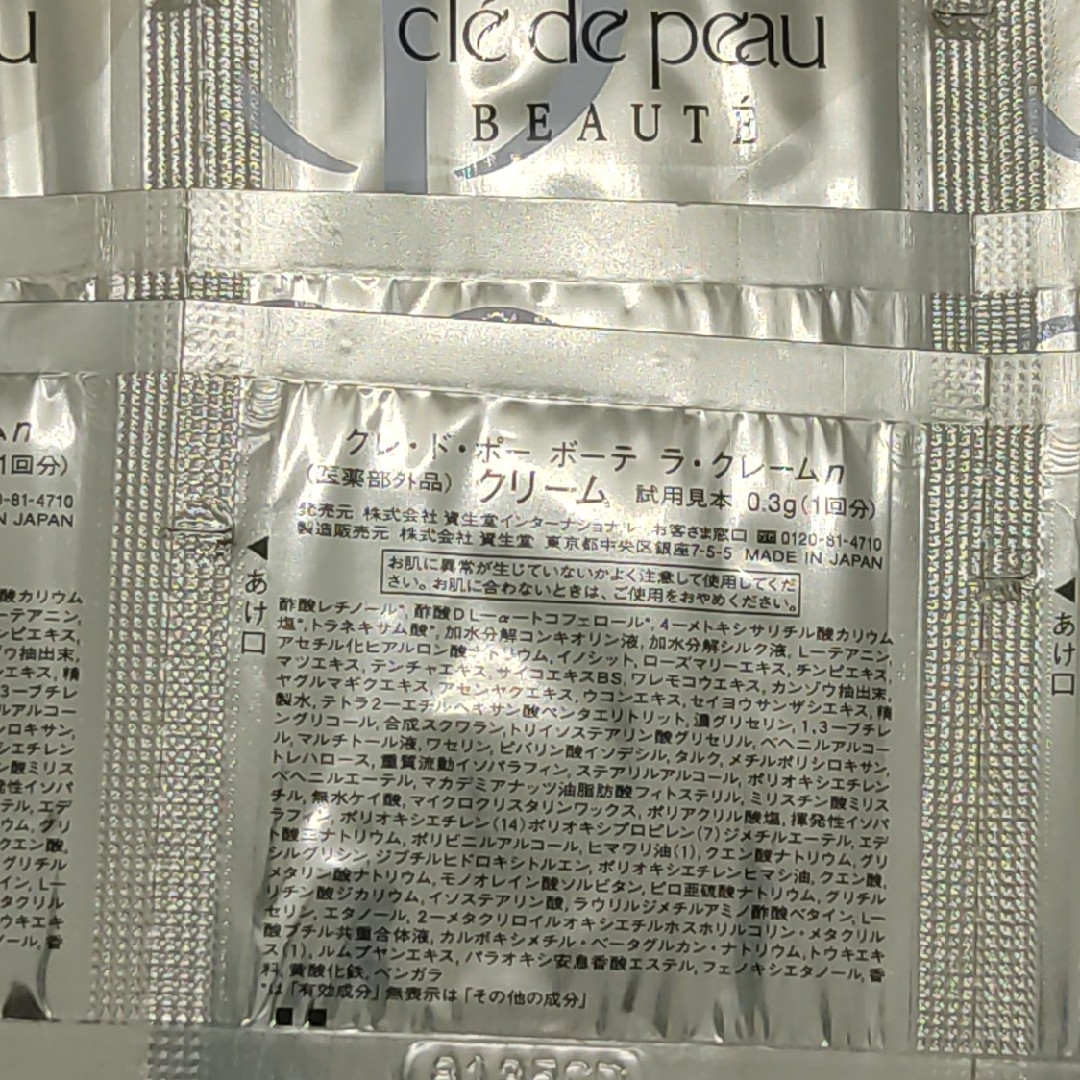 clé de peau
BEAUTÉ
クレ・ド・ポー ボーテ ラ・クレームn
(医薬部外品) クリーム 試用見本 0.3g(1回分)
発売元 株式会社 資生堂インターナショナル お客さま窓口 0120-81-4710
製造販売元 株式会社 資生堂 東京都中央区銀座7-5-5 MADE IN JAPAN
お肌に異常が生じていないかよく注意して使用してくだ
さい。お肌に合わないときは、ご使用をおやめください。
あけ口
酢酸レチノール*, 酢酸DL-α-トコフェロール*, 4-メトキシサリチル酸カリウム
塩*,トラネキサム酸*, 加水分解コンキオリン液, 加水分解シルク液, L-テアニン,
アセチル化ヒアルロン酸ナトリウム, イノシット, ローズマリーエキス, チンピエキス,
マツエキス, テンチャエキス, サイコエキスBS, ワレモコウエキス, カンゾウ抽出末,
ヤグルマギクエキス, アセンヤクエキス, ウコンエキス, セイヨウサンザシエキス, 精
製水, テトラ2-エチルヘキサン酸ペンタエリトリット, 濃グリセリン, 1,3-ブチレ
ングリコール, 合成スクワラン,トリイソステアリン酸グリセリル, ベヘニルアルコー
ル, マルチトール液, ワセリン, ピバリン酸イソデシル, タルク, メチルポリシロキサン,
トレハロース, 重質流動イソパラフィン, ステアリルアルコール, ポリオキシエチレン
ベヘニルエーテル, マカデミアナッツ油脂肪酸フィトステリル, ミリスチン酸ミリス
チル, 無水ケイ酸, マイクロクリスタリンワックス, ポリアクリル酸塩, 揮発性イソパ
ラフィン, ポリオキシエチレン(14)ポリオキシプロピレン(7)ジメチルエーテル, エデ
ト酸三ナトリウム, ポリビニルアルコール, ヒマワリ油(1), クエン酸ナトリウム, グリ
シルグリシン, ジブチルヒドロキシトルエン, ポリオキシエチレンヒマシ油, クエン酸,
メタリン酸ナトリウム, モノオレイン酸ソルビタン, ピロ亜硫酸ナトリウム, グリチル
リチン酸ジカリウム, イソステアリン酸, ラウリルジメチルアミノ酢酸ベタイン, L-
セリン, エタノール, 2-メタクリロイルオキシエチルホスホリルコリン・メタクリル
酸ブチル共重合体液, カルボキシメチル・ベータグルカン・ナトリウム, トウキエキ
ス(1), ルムプヤンエキス, パラオキシ安息香酸エステル, フェノキシエタノール, 香
料, 黄酸化鉄, ベンガラ
*は「有効成分」無表示は「その他の成分」